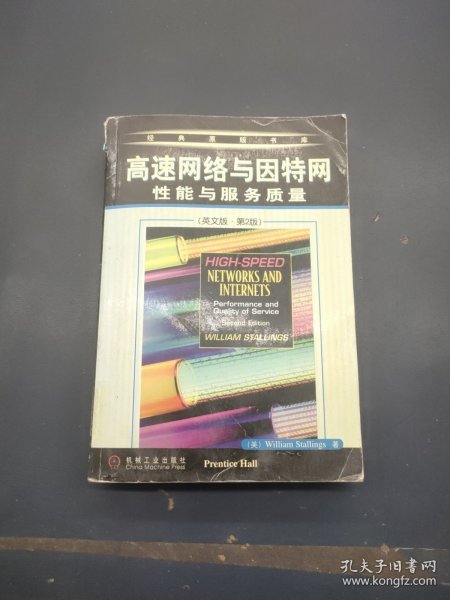 经典原版书库
高速网络与因特网
性能与服务质量
(英文版·第2版)
HIGH-SPEED
NETWORKS AND
INTERNETS
Performance and
Quality of Service
Second Edition
WILLIAM STALLINGS
(美) William Stallings 著
机械工业出版社
China Machine Press
Prentice Hall
孔夫子旧书网
www.kongfz.com